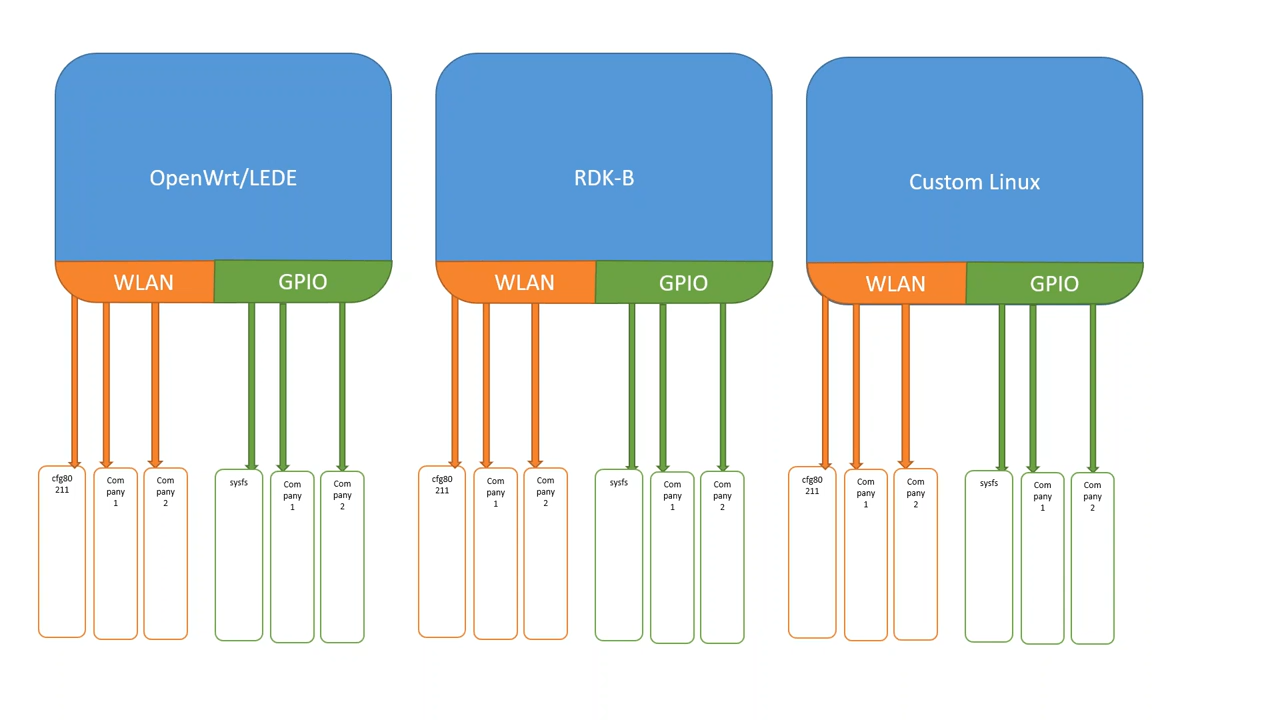 OpenWrt/LEDE
RDK-B
Custom Linux
WLAN
GPIO
WLAN
GPIO
WLAN
GPIO
cfg80
211
Com
pany
1
Com
pany
2
sysfs
Com
pany
1
Com
pany
2
cfg80
211
Com
pany
1
Com
pany
2
sysfs
Com
pany
1
Com
pany
2
cfg80
211
Com
pany
1
Com
pany
2
sysfs
Com
pany
1
Com
pany
2